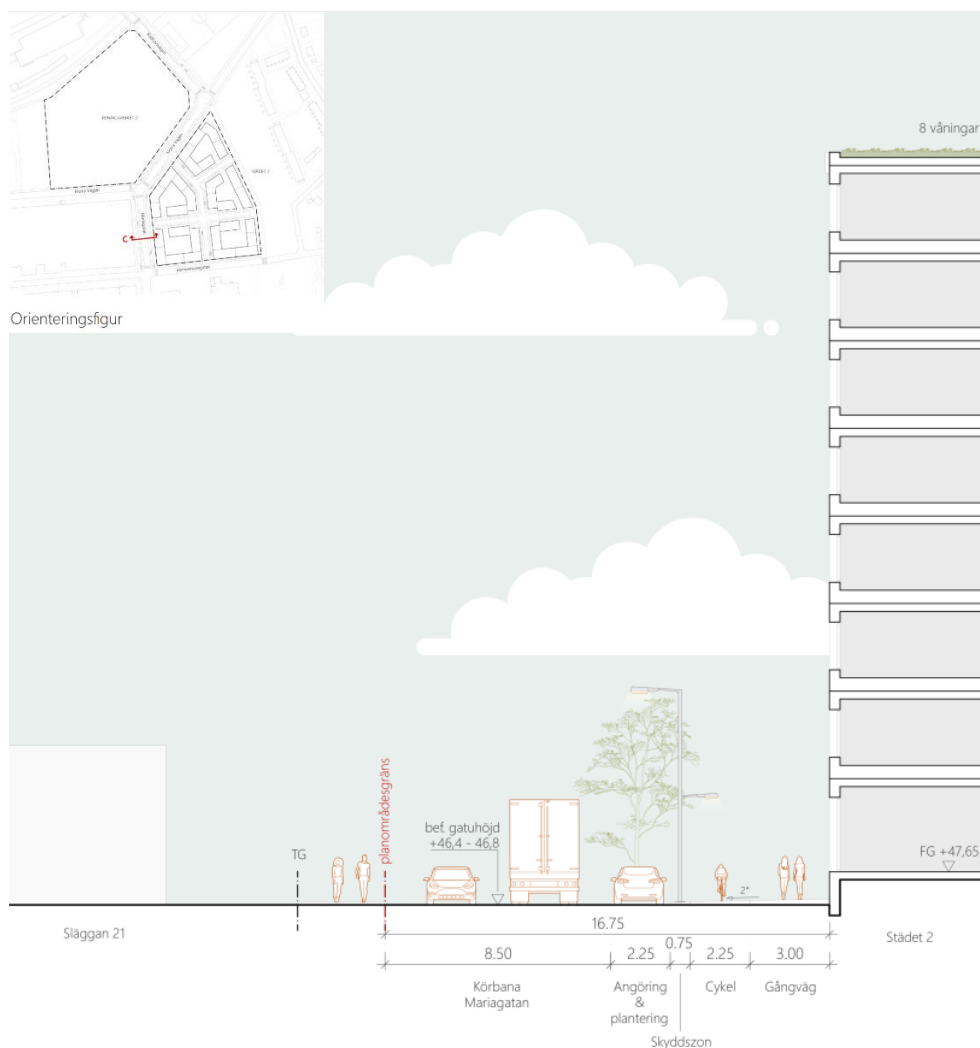 C
Orienteringsfigur
8 våningar
planområdesgräns
bef. gatuhöjd
+46,4 - 46,8
TG
FG +47,65
2°
Släggan 21
Städet 2
16.75
0.75
8.50
2.25
2.25
3.00
Körbana
Mariagatan
Angöring
&
plantering
Cykel
Gångväg
Skyddszon